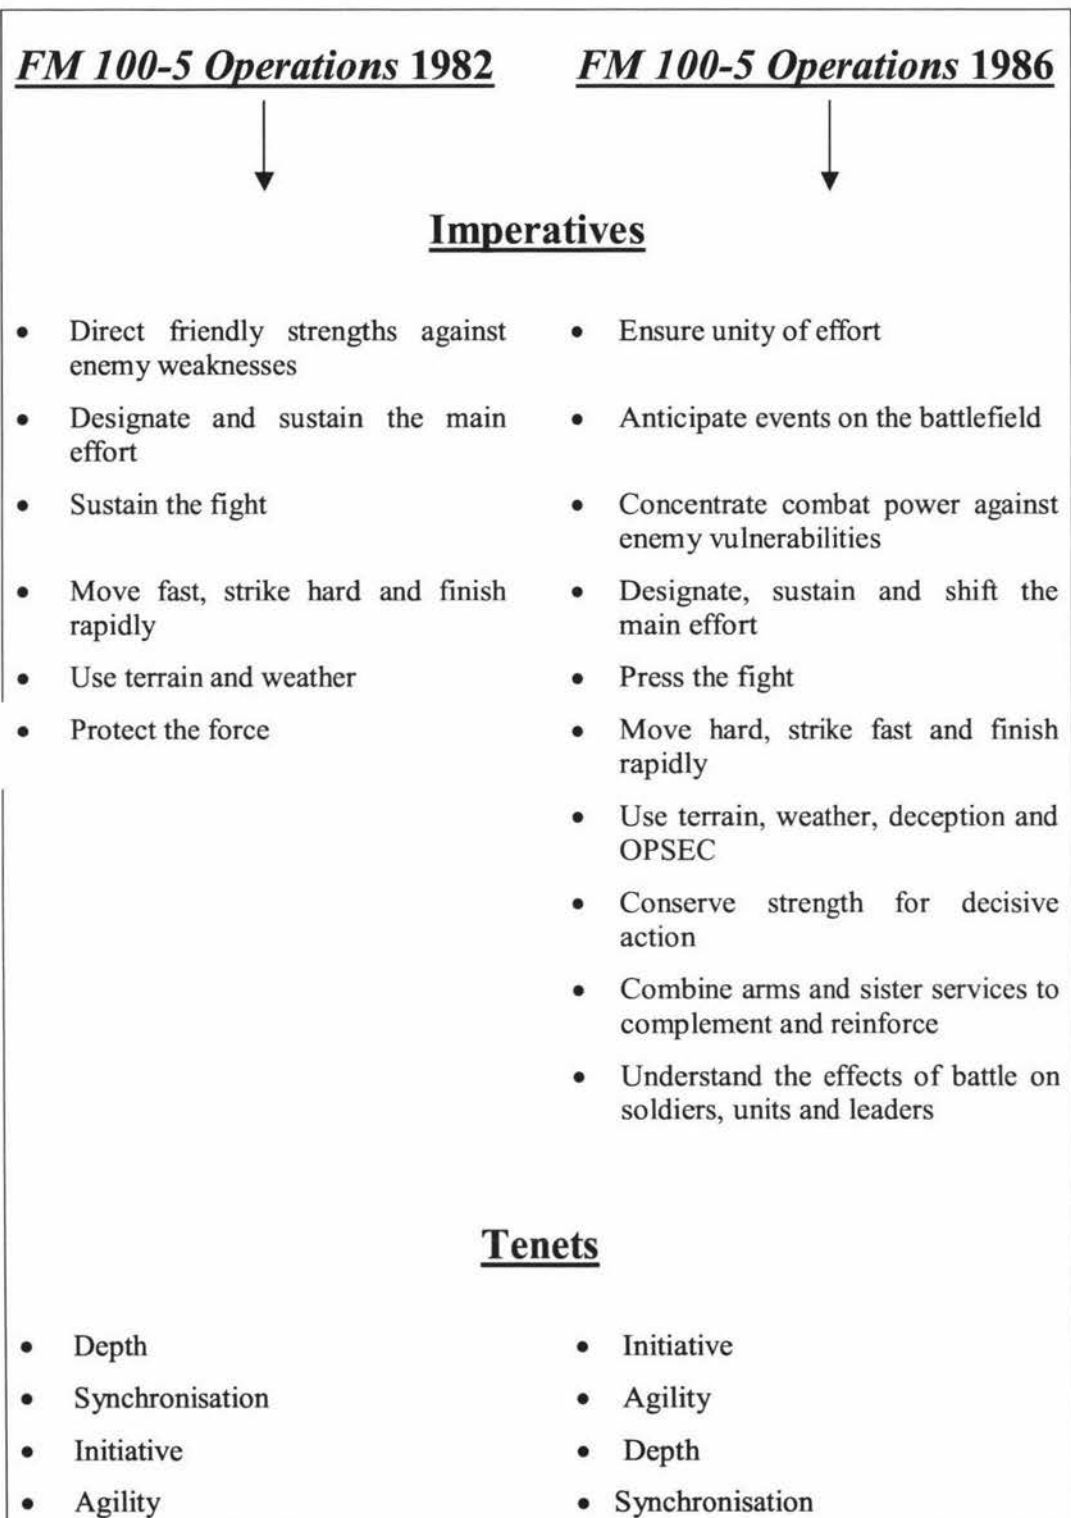 FM 100-5 Operations 1982
FM 100-5 Operations 1986
Imperatives
• Direct friendly strengths against
enemy weaknesses
• Designate and sustain the main
effort
• Sustain the fight
• Move fast, strike hard and finish
rapidly
• Use terrain and weather
• Protect the force
• Ensure unity of effort
• Anticipate events on the battlefield
• Concentrate combat power against
enemy vulnerabilities
• Designate, sustain and shift the
main effort
• Press the fight
• Move hard, strike fast and finish
rapidly
• Use terrain, weather, deception and
OPSEC
• Conserve strength for decisive
action
• Combine arms and sister services to
complement and reinforce
• Understand the effects of battle on
soldiers, units and leaders
Tenets
• Depth
• Synchronisation
• Initiative
• Agility
• Initiative
• Agility
• Depth
• Synchronisation